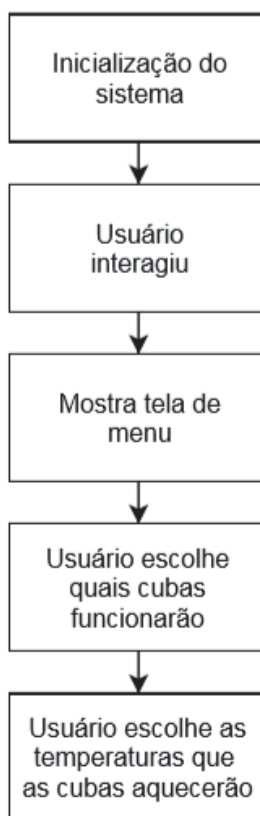 Inicialização do
sistema
Usuário
interagiu
Mostra tela de
menu
Usuário escolhe
quais cubas
funcionarão
Usuário escolhe as
temperaturas que
as cubas aquecerão